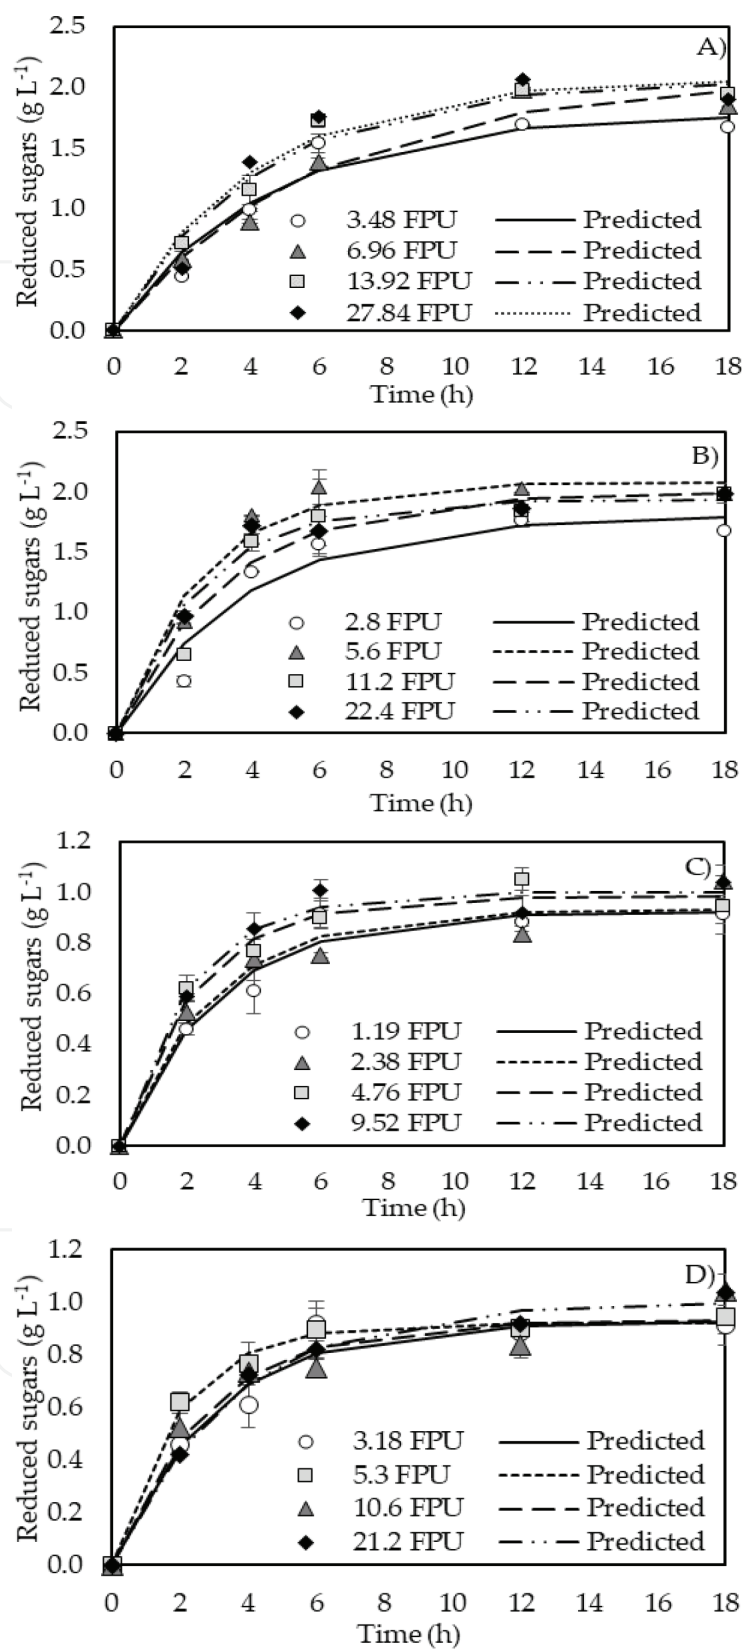 A)
Reduced sugars (g L-1)
2.5
2.0
1.5
1.0
0.5
0.0
3.48 FPU Predicted
6.96 FPU Predicted
13.92 FPU Predicted
27.84 FPU Predicted
0 2 4 6 8 10 12 14 16 18
Time (h)
B)
Reduced sugars (g L-1)
2.5
2.0
1.5
1.0
0.5
0.0
2.8 FPU Predicted
5.6 FPU Predicted
11.2 FPU Predicted
22.4 FPU Predicted
0 2 4 6 8 10 12 14 16 18
Time (h)
C)
Reduced sugars (g L-1)
1.2
1.0
0.8
0.6
0.4
0.2
0.0
1.19 FPU Predicted
2.38 FPU Predicted
4.76 FPU Predicted
9.52 FPU Predicted
0 2 4 6 8 10 12 14 16 18
Time (h)
D)
Reduced sugars (g L-1)
1.2
1.0
0.8
0.6
0.4
0.2
0.0
3.18 FPU Predicted
5.3 FPU Predicted
10.6 FPU Predicted
21.2 FPU Predicted
0 2 4 6 8 10 12 14 16 18
Time (h)